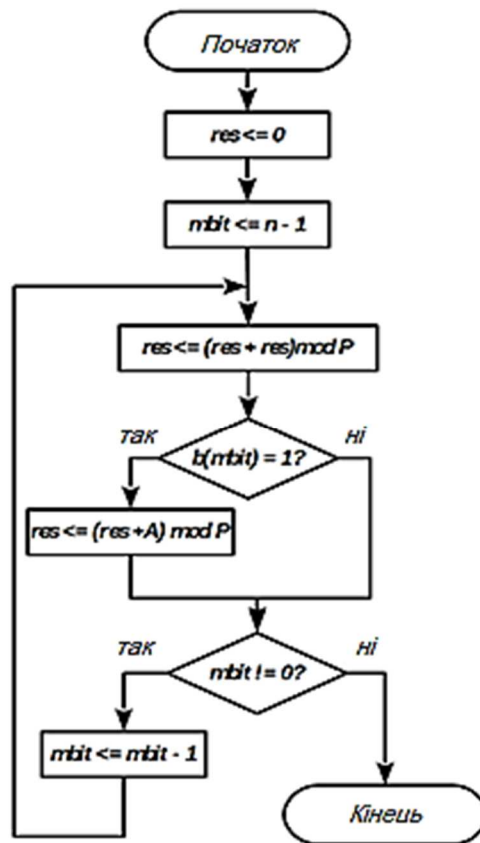 Початок
res <= 0
mbit <= n - 1
res <= (res + res)mod P
так
ні
b(mbit) = 1?
res <= (res +A) mod P
так
ні
mbit != 0?
mbit <= mbit - 1
Кінець